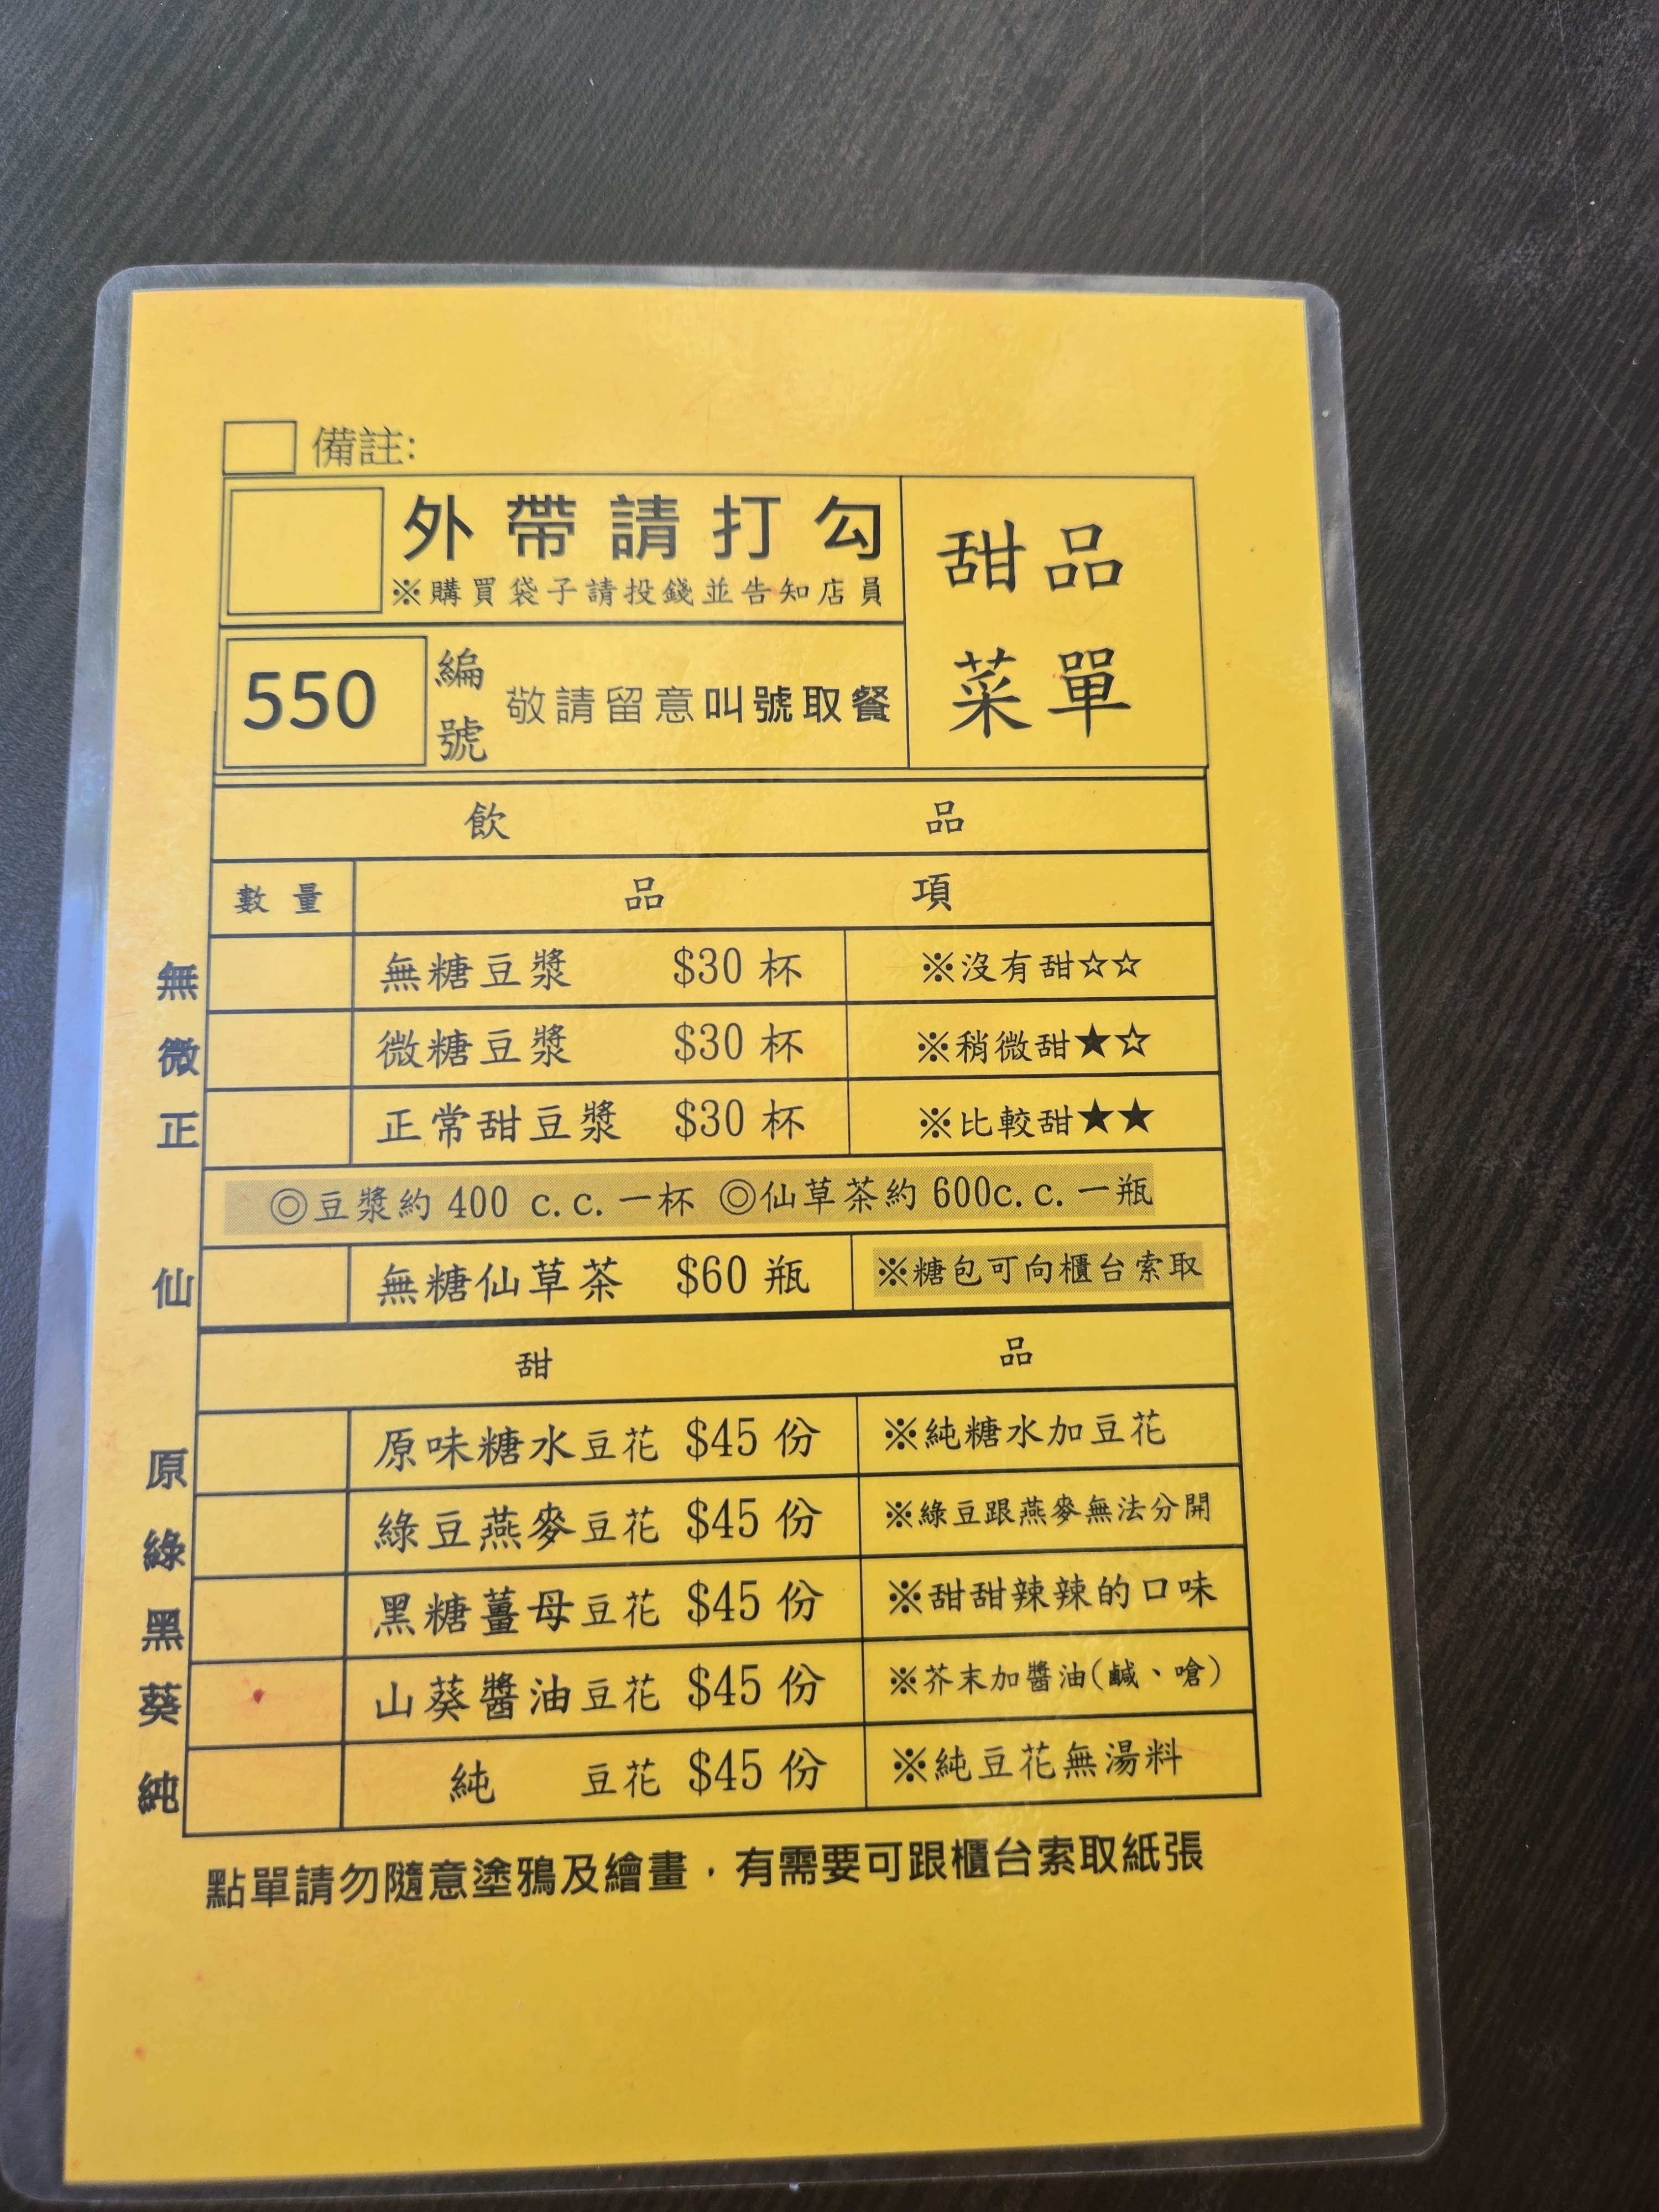 備註:
外帶請打勾
※購買袋子請投錢並告知店員
甜品
菜單
550 編號 敬請留意叫號取餐
飲品
數量 品項
無 無糖豆漿 $30 杯 ※沒有甜☆☆
微 微糖豆漿 $30 杯 ※稍微甜★☆
正 正常甜豆漿 $30 杯 ※比較甜★★
◎豆漿約 400 c.c.一杯 ◎仙草茶約 600c.c.一瓶
仙 無糖仙草茶 $60 瓶 ※糖包可向櫃台索取
甜品
原 原味糖水豆花 $45 份 ※純糖水加豆花
綠 綠豆燕麥豆花 $45 份 ※綠豆跟燕麥無法分開
黑 黑糖薑母豆花 $45 份 ※甜甜辣辣的口味
葵 山葵醬油豆花 $45 份 ※芥末加醬油(鹹、嗆)
純 純 豆花 $45 份 ※純豆花無湯料
點單請勿隨意塗鴉及繪畫，有需要可跟櫃台索取紙張